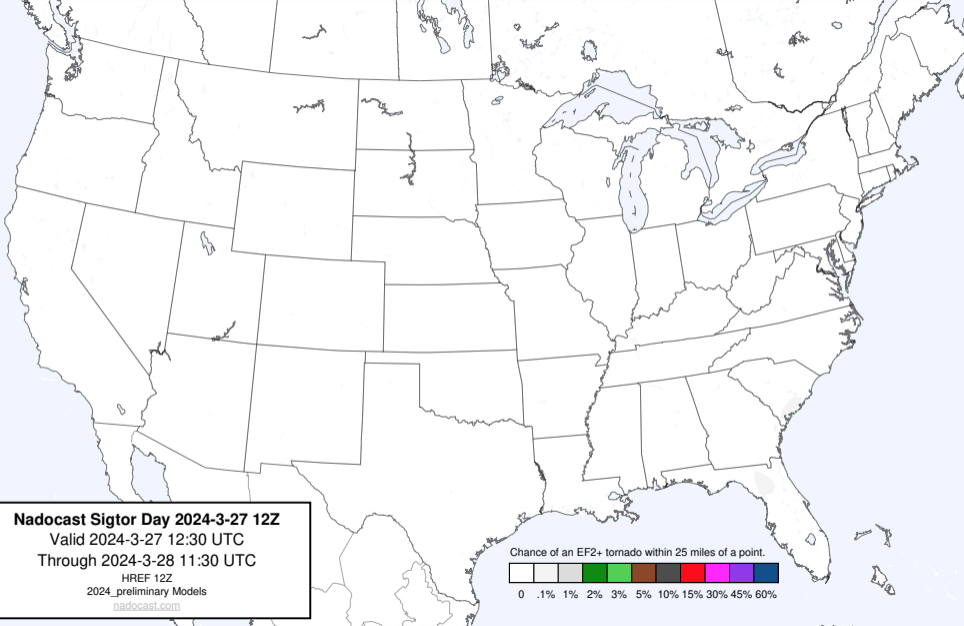 Nadocast Sigtor Day 2024-3-27 12Z
Valid 2024-3-27 12:30 UTC
Through 2024-3-28 11:30 UTC
HREF 12Z
2024_preliminary Models
nadocast.com
Chance of an EF2+ tornado within 25 miles of a point.
0 .1% 1% 2% 3% 5% 10% 15% 30% 45% 60%